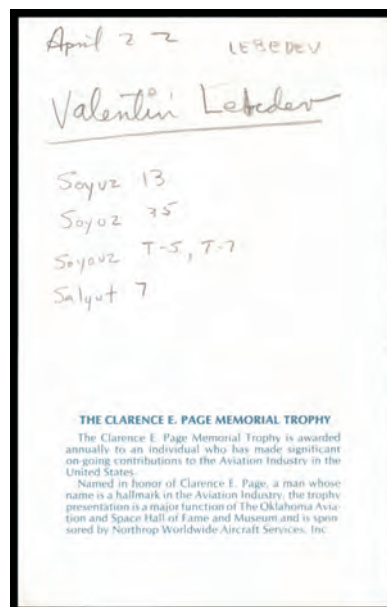 April 22
LEBEDEV
Valentin Lebedev
Soyuz 13
Soyoz 35
Soyouz T-5, T-7
Salyut 7
THE CLARENCE E. PAGE MEMORIAL TROPHY
The Clarence E. Page Memorial Trophy is awarded
annually to an individual who has made significant
on-going contributions to the Aviation Industry in the
United States.
Named in honor of Clarence E. Page, a man whose
name is a hallmark in the Aviation Industry, the trophy
presentation is a major function of The Oklahoma Avia-
tion and Space Hall of Fame and Museum and is spon
sored by Northrop Worldwide Aircraft Services, Inc